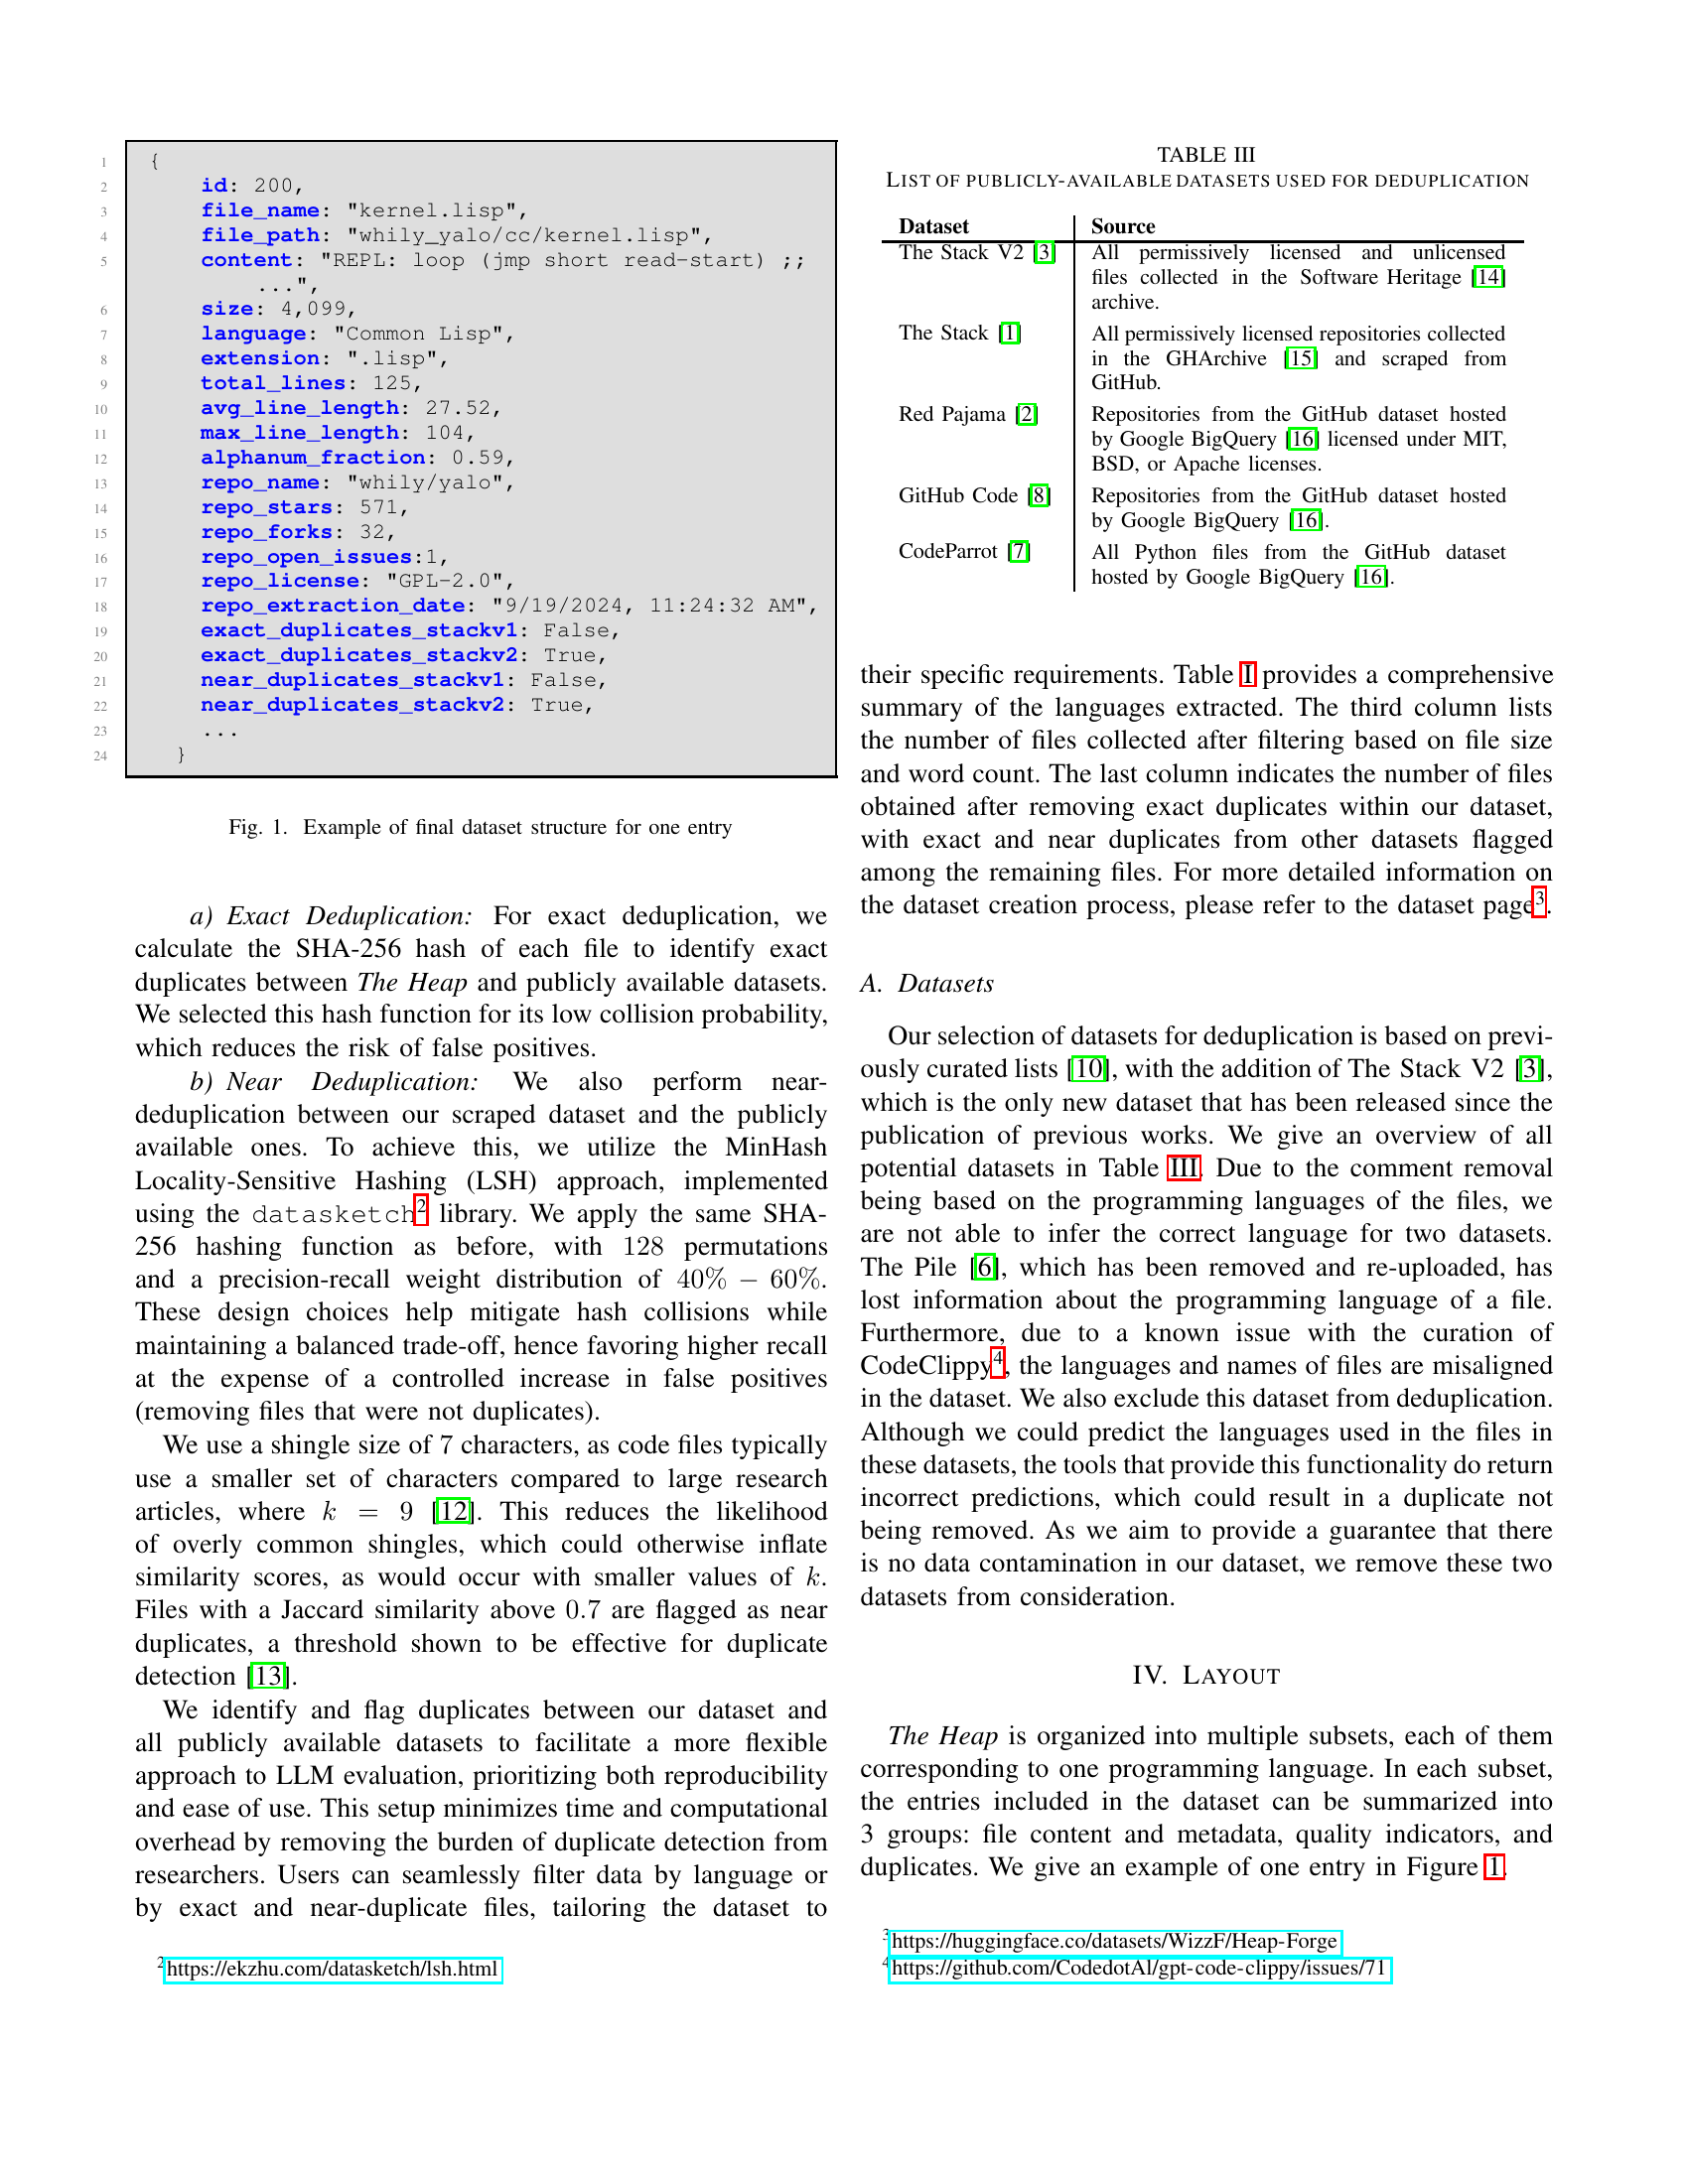 1 {
2 id: 200,
3 file_name: "kernel.lisp",
4 file_path: "whily_yalo/cc/kernel.lisp",
5 content: "REPL: loop (jmp short read-start) ;;
...",
6 size: 4,099,
7 language: "Common Lisp",
8 extension: ".lisp",
9 total_lines: 125,
10 avg_line_length: 27.52,
11 max_line_length: 104,
12 alphanum_fraction: 0.59,
13 repo_name: "whily/yalo",
14 repo_stars: 571,
15 repo_forks: 32,
16 repo_open_issues:1,
17 repo_license: "GPL-2.0",
18 repo_extraction_date: "9/19/2024, 11:24:32 AM",
19 exact_duplicates_stackv1: False,
20 exact_duplicates_stackv2: True,
21 near_duplicates_stackv1: False,
22 near_duplicates_stackv2: True,
23 ...
24 }
Fig. 1. Example of final dataset structure for one entry
a) Exact Deduplication: For exact deduplication, we
calculate the SHA-256 hash of each file to identify exact
duplicates between The Heap and publicly available datasets.
We selected this hash function for its low collision probability,
which reduces the risk of false positives.
b) Near Deduplication: We also perform near-
deduplication between our scraped dataset and the publicly
available ones. To achieve this, we utilize the MinHash
Locality-Sensitive Hashing (LSH) approach, implemented
using the datasketch2 library. We apply the same SHA-
256 hashing function as before, with 128 permutations
and a precision-recall weight distribution of 40% − 60%.
These design choices help mitigate hash collisions while
maintaining a balanced trade-off, hence favoring higher recall
at the expense of a controlled increase in false positives
(removing files that were not duplicates).
We use a shingle size of 7 characters, as code files typically
use a smaller set of characters compared to large research
articles, where k = 9 [12]. This reduces the likelihood
of overly common shingles, which could otherwise inflate
similarity scores, as would occur with smaller values of k.
Files with a Jaccard similarity above 0.7 are flagged as near
duplicates, a threshold shown to be effective for duplicate
detection [13].
We identify and flag duplicates between our dataset and
all publicly available datasets to facilitate a more flexible
approach to LLM evaluation, prioritizing both reproducibility
and ease of use. This setup minimizes time and computational
overhead by removing the burden of duplicate detection from
researchers. Users can seamlessly filter data by language or
by exact and near-duplicate files, tailoring the dataset to
2https://ekzhu.com/datasketch/lsh.html
TABLE III
LIST OF PUBLICLY-AVAILABLE DATASETS USED FOR DEDUPLICATION
Dataset Source
The Stack V2 [3] All permissively licensed and unlicensed
files collected in the Software Heritage [14]
archive.
The Stack [1] All permissively licensed repositories collected
in the GHArchive [15] and scraped from
GitHub.
Red Pajama [2] Repositories from the GitHub dataset hosted
by Google BigQuery [16] licensed under MIT,
BSD, or Apache licenses.
GitHub Code [8] Repositories from the GitHub dataset hosted
by Google BigQuery [16].
CodeParrot [7] All Python files from the GitHub dataset
hosted by Google BigQuery [16].
their specific requirements. Table I provides a comprehensive
summary of the languages extracted. The third column lists
the number of files collected after filtering based on file size
and word count. The last column indicates the number of files
obtained after removing exact duplicates within our dataset,
with exact and near duplicates from other datasets flagged
among the remaining files. For more detailed information on
the dataset creation process, please refer to the dataset page3.
A. Datasets
Our selection of datasets for deduplication is based on previ-
ously curated lists [10], with the addition of The Stack V2 [3],
which is the only new dataset that has been released since the
publication of previous works. We give an overview of all
potential datasets in Table III. Due to the comment removal
being based on the programming languages of the files, we
are not able to infer the correct language for two datasets.
The Pile [6], which has been removed and re-uploaded, has
lost information about the programming language of a file.
Furthermore, due to a known issue with the curation of
CodeClippy4, the languages and names of files are misaligned
in the dataset. We also exclude this dataset from deduplication.
Although we could predict the languages used in the files in
these datasets, the tools that provide this functionality do return
incorrect predictions, which could result in a duplicate not
being removed. As we aim to provide a guarantee that there
is no data contamination in our dataset, we remove these two
datasets from consideration.
IV. LAYOUT
The Heap is organized into multiple subsets, each of them
corresponding to one programming language. In each subset,
the entries included in the dataset can be summarized into
3 groups: file content and metadata, quality indicators, and
duplicates. We give an example of one entry in Figure 1.
3https://huggingface.co/datasets/WizzF/Heap-Forge
4https://github.com/CodedotAl/gpt-code-clippy/issues/71